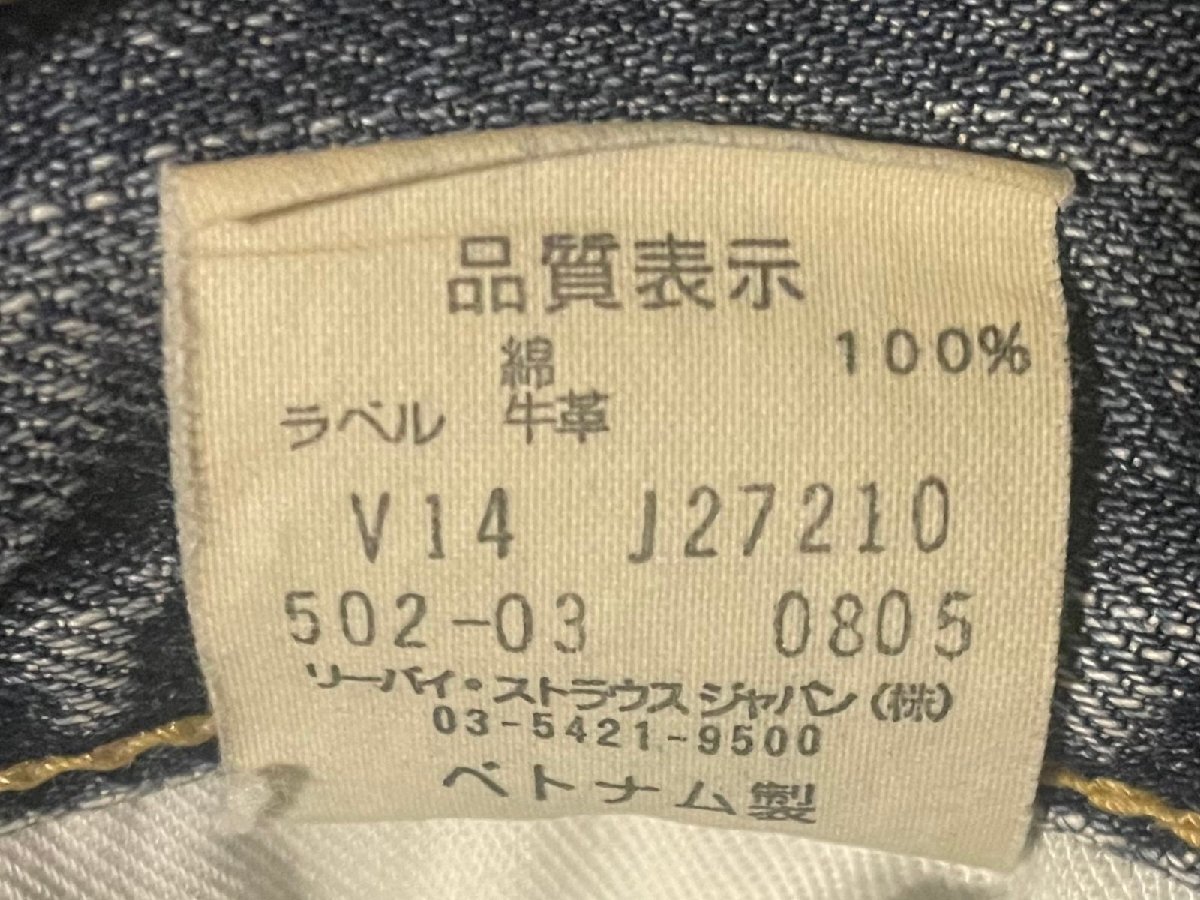 品質表示
綿 100%
ラベル 牛革
V14 J27210
502-03 0805
リーバイ・ストラウス ジャパン(株)
03-5421-9500
ベトナム製